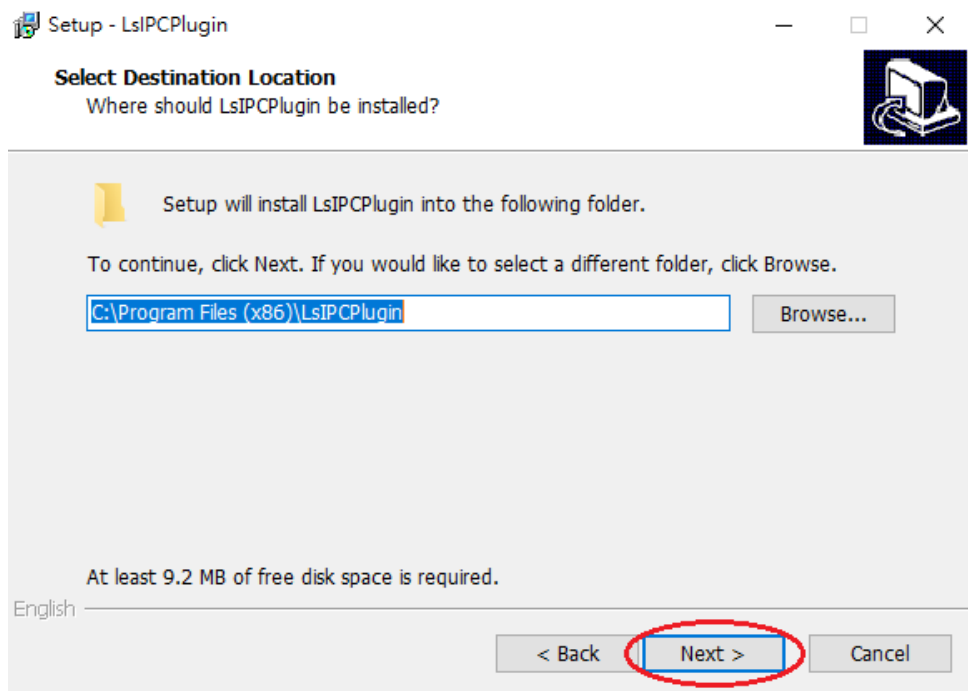 Setup - LsIPCPlugin
Select Destination Location
Where should LsIPCPlugin be installed?
Setup will install LsIPCPlugin into the following folder.
To continue, click Next. If you would like to select a different folder, click Browse.
C:\Program Files (x86)\LsIPCPlugin
Browse...
At least 9.2 MB of free disk space is required.
English
< Back
Next >
Cancel